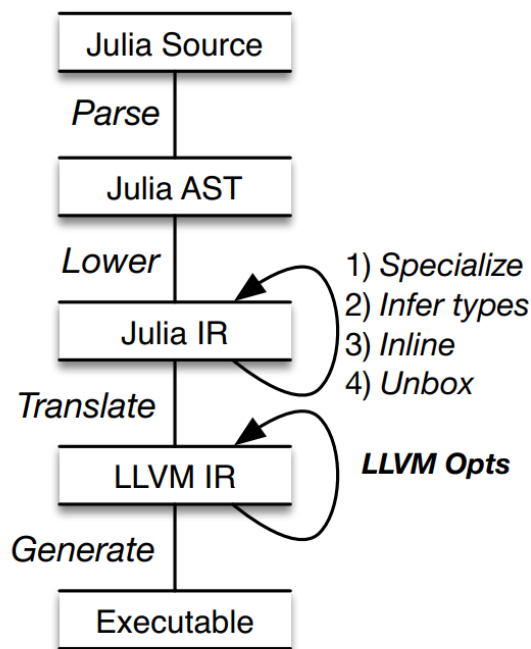 Julia Source
Parse
Julia AST
Lower
1) Specialize
2) Infer types
3) Inline
4) Unbox
Julia IR
Translate
LLVM Opts
LLVM IR
Generate
Executable